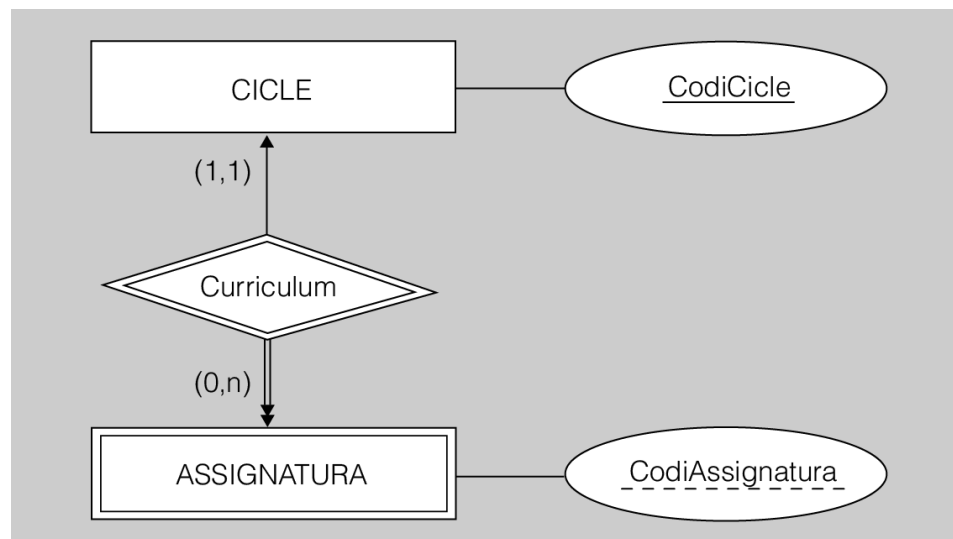 CICLE
CodiCicle
(1,1)
Curriculum
(0,n)
ASSIGNATURA
CodiAssignatura